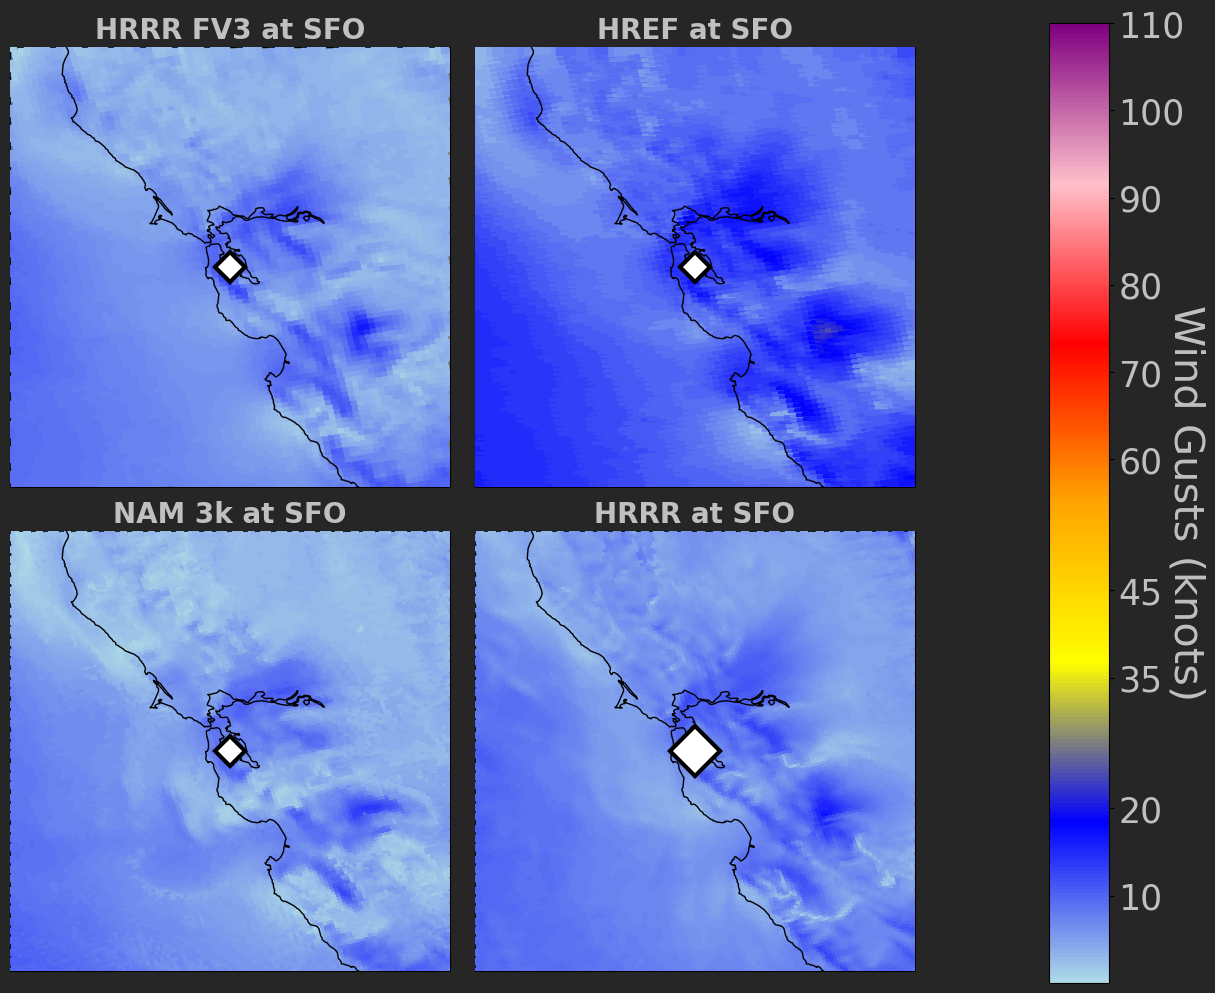 HRRR FV3 at SFO
HREF at SFO
NAM 3k at SFO
HRRR at SFO
110
100
90
80
70
60
45
35
20
10
Wind Gusts (knots)